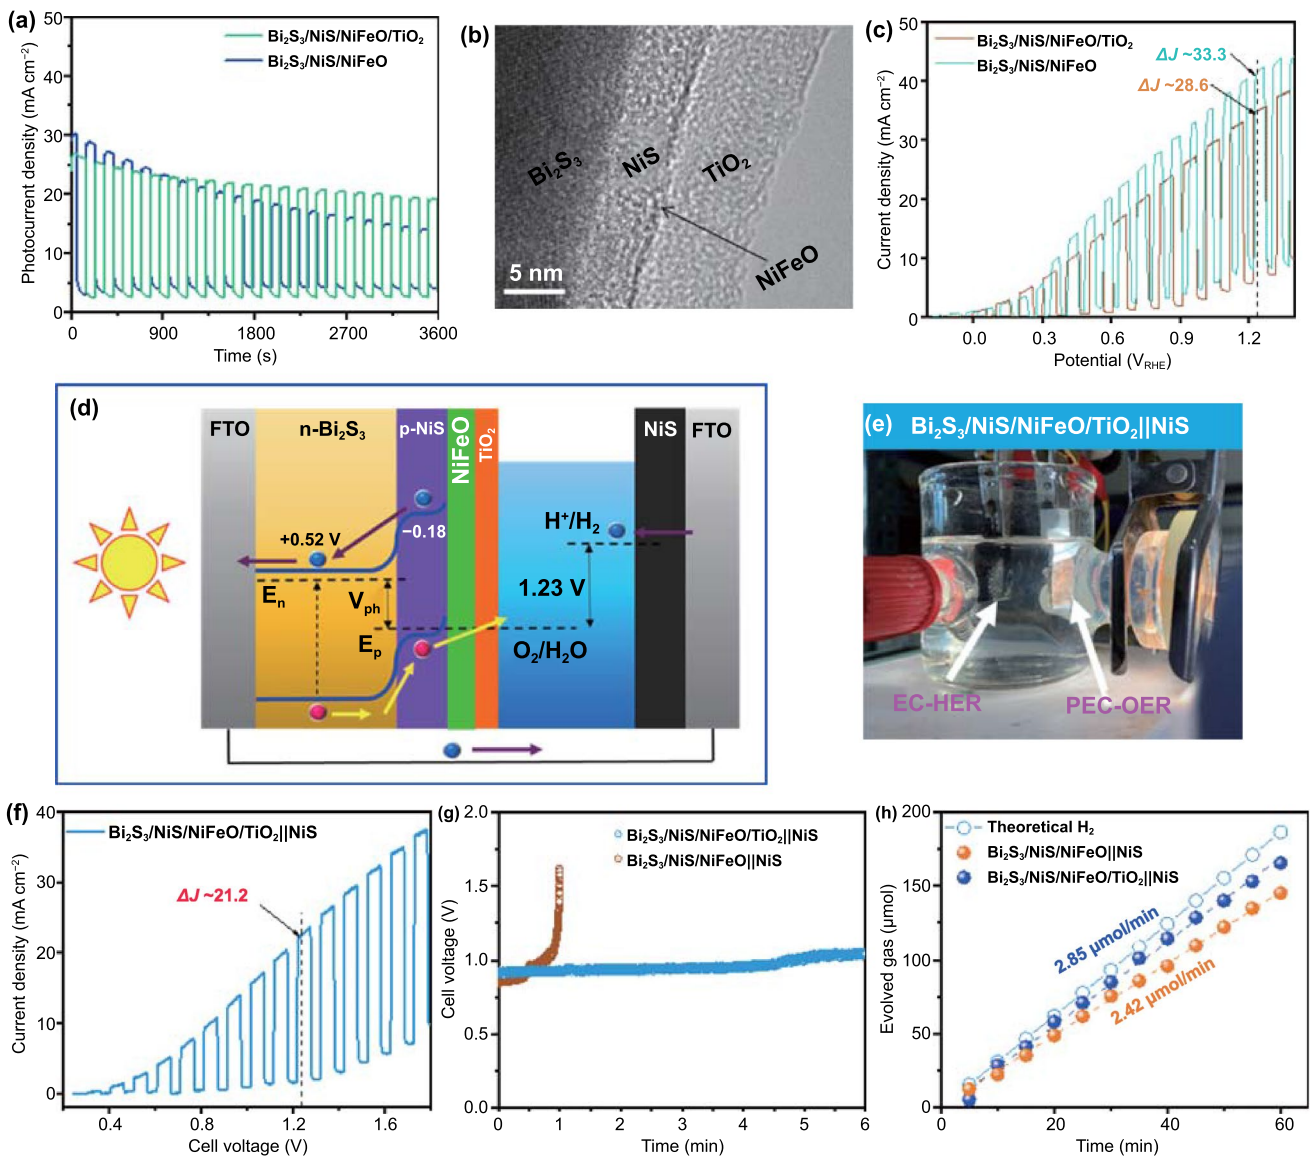 (a)
50
40
30
20
10
0
Photocurrent density (mA cm⁻²)
Bi₂S₃/NiS/NiFeO/TiO₂
Bi₂S₃/NiS/NiFeO
0 900 1800 2700 3600
Time (s)
(b)
Bi₂S₃
NiS
TiO₂
NiFeO
5 nm
(c)
50
40
30
20
10
0
Current density (mA cm⁻²)
Bi₂S₃/NiS/NiFeO/TiO₂
Bi₂S₃/NiS/NiFeO
ΔJ ~33.3
ΔJ ~28.6
0.0 0.3 0.6 0.9 1.2
Potential (V_RHE)
(d)
FTO n-Bi₂S₃ p-NiS NiFeO TiO₂ NiS FTO
+0.52 V
−0.18
H⁺/H₂
Eₙ
V_ph
1.23 V
E_p
O₂/H₂O
(e) Bi₂S₃/NiS/NiFeO/TiO₂||NiS
EC-HER
PEC-OER
(f)
40
30
20
10
0
Current density (mA cm⁻²)
Bi₂S₃/NiS/NiFeO/TiO₂||NiS
ΔJ ~21.2
0.4 0.8 1.2 1.6
Cell voltage (V)
(g)
2.0
1.5
1.0
0.5
0.0
Cell voltage (V)
Bi₂S₃/NiS/NiFeO/TiO₂||NiS
Bi₂S₃/NiS/NiFeO||NiS
0 1 2 3 4 5 6
Time (min)
(h)
200
150
100
50
0
Evolved gas (μmol)
Theoretical H₂
Bi₂S₃/NiS/NiFeO||NiS
Bi₂S₃/NiS/NiFeO/TiO₂||NiS
2.85 μmol/min
2.42 μmol/min
0 20 40 60
Time (min)